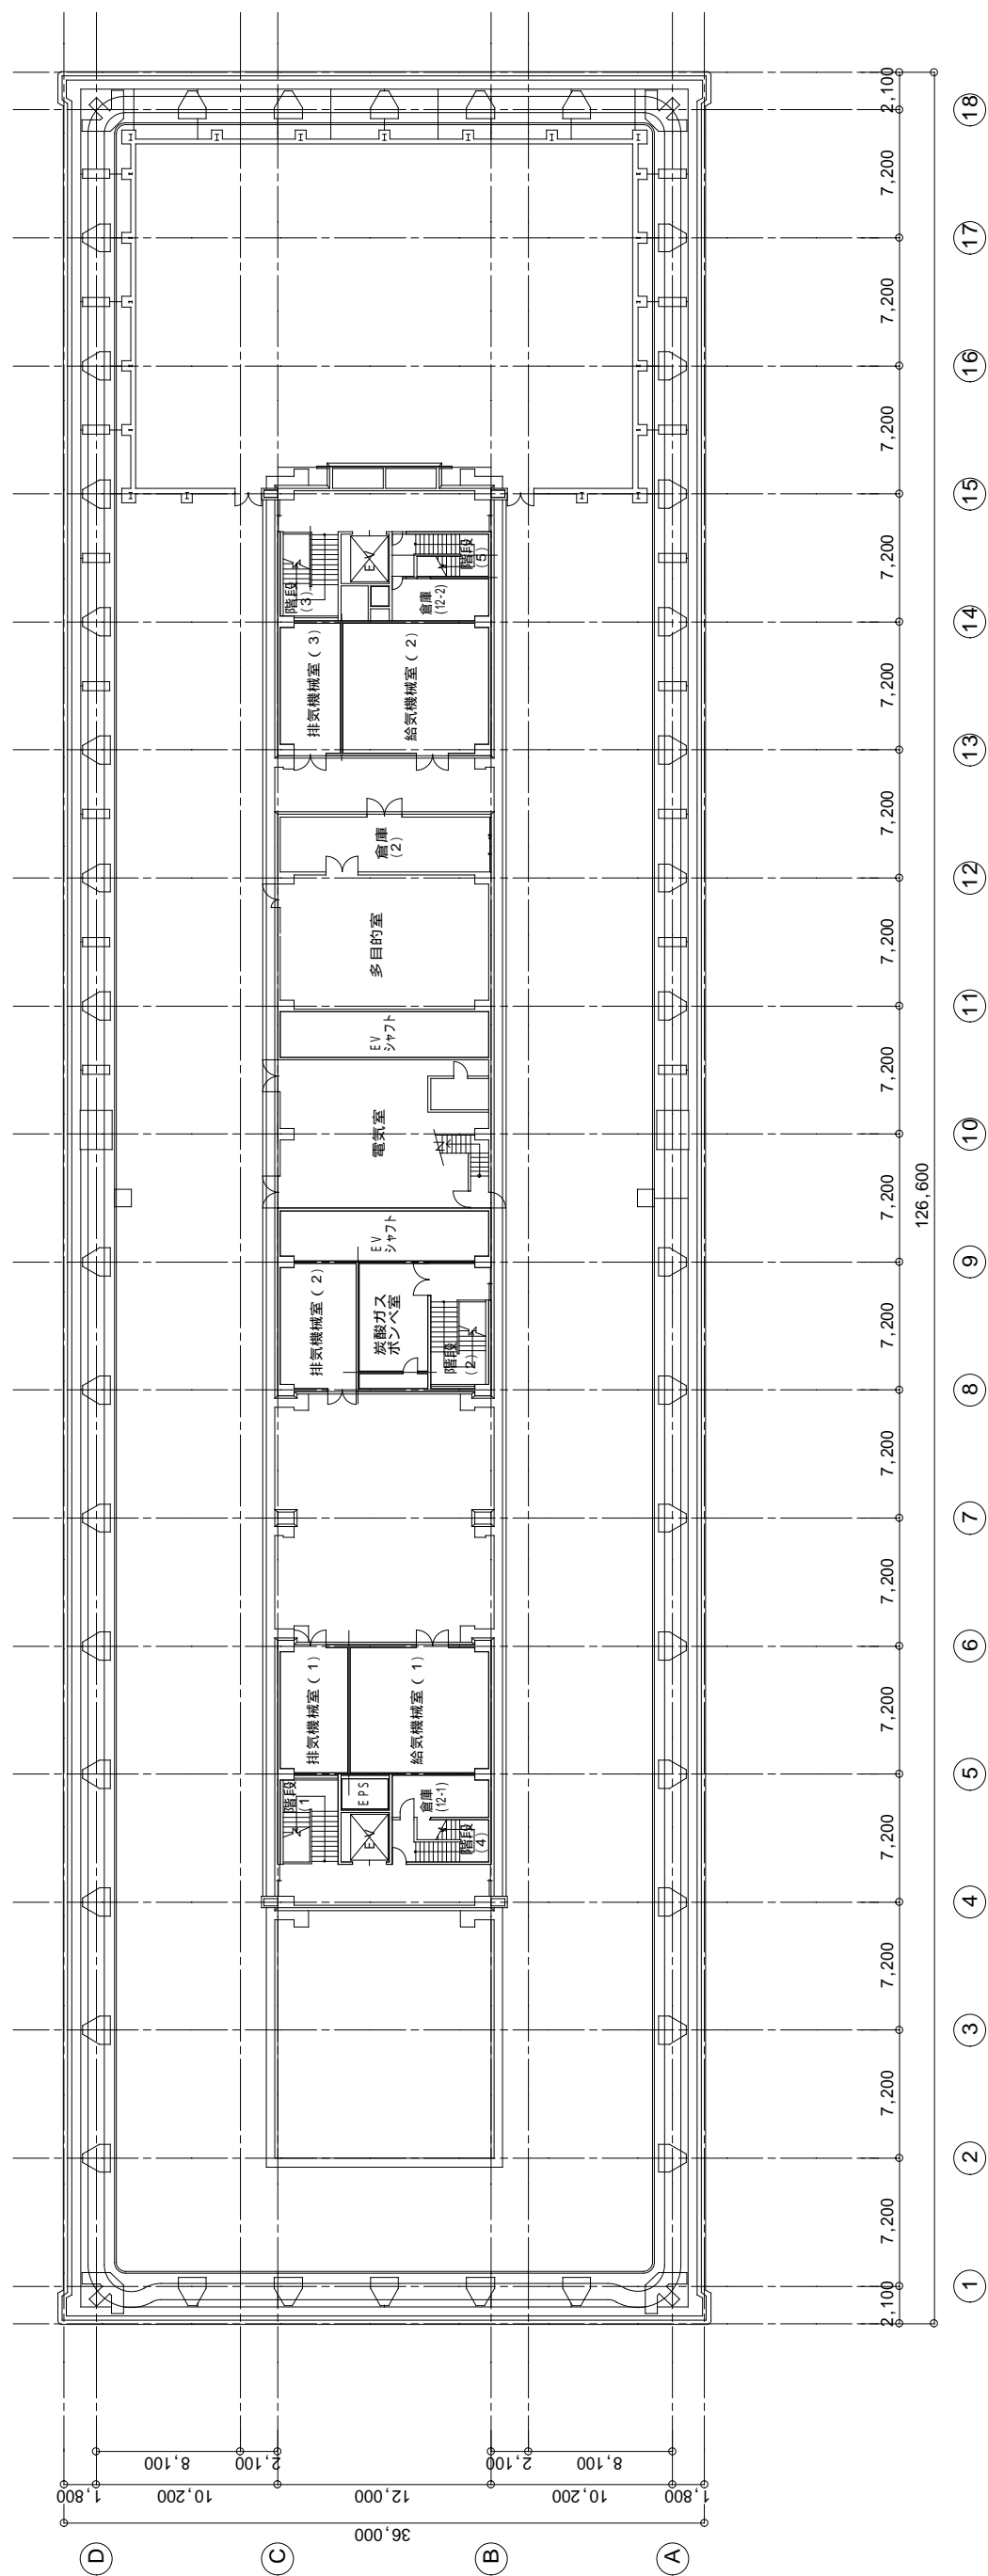 2,100
18
7,200
17
7,200
16
7,200
15
7,200
14
7,200
13
7,200
12
7,200
11
7,200
10
7,200
9
7,200
8
7,200
7
7,200
6
7,200
5
7,200
4
7,200
3
7,200
2
7,200
1
2,100
126,600
階段
(3)
EV
階段
(5)
倉庫
(12-2)
排気機械室(3)
給気機械室(2)
倉庫
(2)
多目的室
EV
シャフト
電気室
EV
シャフト
排気機械室(2)
炭酸ガス
ボンベ室
階段
(2)
排気機械室(1)
給気機械室(1)
階段
(1
EPS
EV
倉庫
(12-1)
階段
(4)
8,100
2,100
2,100
8,100
1,800
10,200
12,000
10,200
1,800
36,000
D
C
B
A